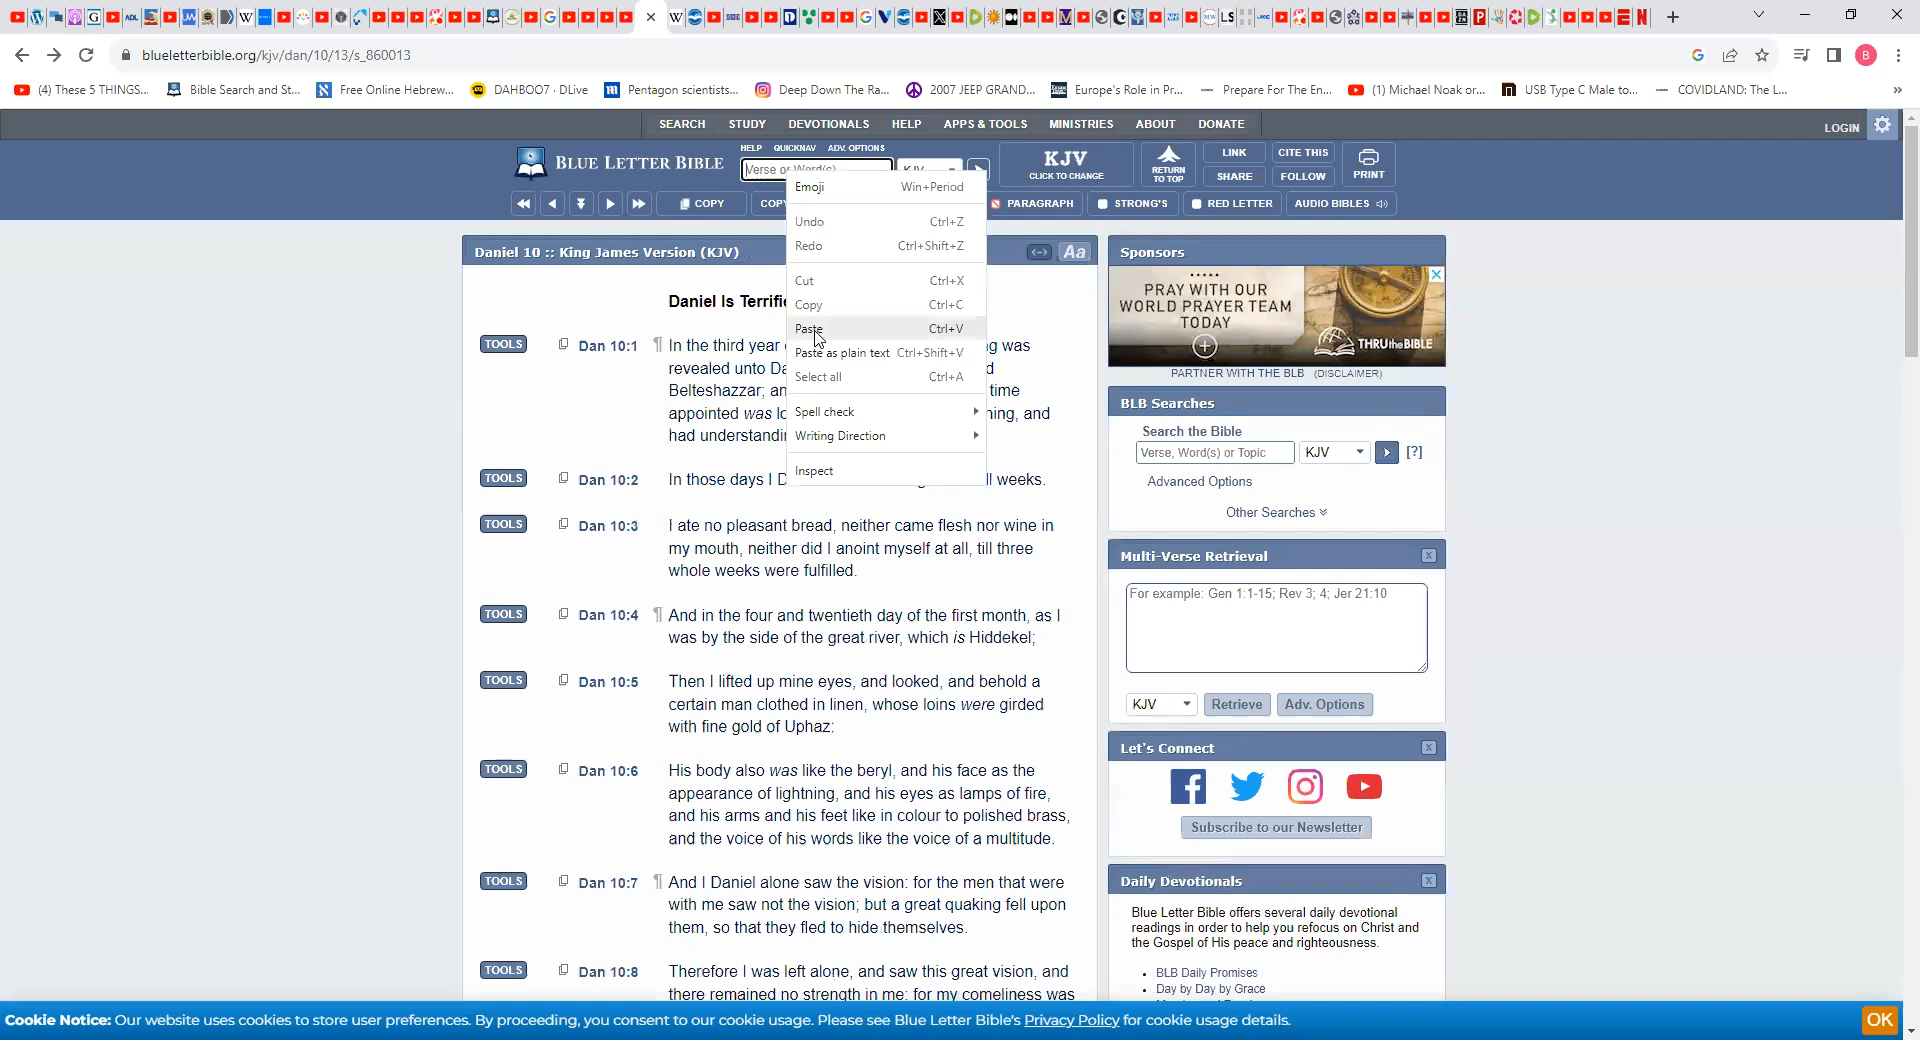 blueletterbible.org/kjv/dan/10/13/s_860013
B
(4) These 5 THINGS...
Bible Search and St...
Free Online Hebrew...
DAHBOO7 · DLive
Pentagon scientists...
Deep Down The Ra...
2007 JEEP GRAND...
Europe's Role in Pr...
Prepare For The En...
(1) Michael Noak or...
USB Type C Male to...
COVIDLAND: The L...
SEARCH STUDY DEVOTIONALS HELP APPS & TOOLS MINISTRIES ABOUT DONATE
LOGIN
HELP QUICKNAV ADV. OPTIONS
BLUE LETTER BIBLE
Verse or Word(s)
KJV
KJV
CLICK TO CHANGE
RETURN
TO TOP
LINK
CITE THIS
SHARE
FOLLOW
PRINT
COPY
COP
PARAGRAPH
STRONG'S
RED LETTER
AUDIO BIBLES
Emoji Win+Period
Undo Ctrl+Z
Redo Ctrl+Shift+Z
Cut Ctrl+X
Copy Ctrl+C
Paste Ctrl+V
Paste as plain text Ctrl+Shift+V
Select all Ctrl+A
Spell check
Writing Direction
Inspect
Daniel 10 :: King James Version (KJV)
Aa
Daniel Is Terrifi
TOOLS Dan 10:1 ¶ In the third year ng was
revealed unto Da d
Belteshazzar; an time
appointed was lo ning, and
had understandi
TOOLS Dan 10:2 In those days I D ll weeks.
TOOLS Dan 10:3 I ate no pleasant bread, neither came flesh nor wine in
my mouth, neither did I anoint myself at all, till three
whole weeks were fulfilled.
TOOLS Dan 10:4 ¶ And in the four and twentieth day of the first month, as I
was by the side of the great river, which is Hiddekel;
TOOLS Dan 10:5 Then I lifted up mine eyes, and looked, and behold a
certain man clothed in linen, whose loins were girded
with fine gold of Uphaz:
TOOLS Dan 10:6 His body also was like the beryl, and his face as the
appearance of lightning, and his eyes as lamps of fire,
and his arms and his feet like in colour to polished brass,
and the voice of his words like the voice of a multitude.
TOOLS Dan 10:7 ¶ And I Daniel alone saw the vision: for the men that were
with me saw not the vision; but a great quaking fell upon
them, so that they fled to hide themselves.
TOOLS Dan 10:8 Therefore I was left alone, and saw this great vision, and
there remained no strength in me: for my comeliness was
Sponsors
PRAY WITH OUR
WORLD PRAYER TEAM
TODAY
THRU the BIBLE
PARTNER WITH THE BLB (DISCLAIMER)
BLB Searches
Search the Bible
Verse, Word(s) or Topic
KJV
[?]
Advanced Options
Other Searches
Multi-Verse Retrieval
For example: Gen 1:1-15; Rev 3; 4; Jer 21:10
KJV
Retrieve
Adv. Options
Let's Connect
Subscribe to our Newsletter
Daily Devotionals
Blue Letter Bible offers several daily devotional
readings in order to help you refocus on Christ and
the Gospel of His peace and righteousness.
• BLB Daily Promises
• Day by Day by Grace
Cookie Notice: Our website uses cookies to store user preferences. By proceeding, you consent to our cookie usage. Please see Blue Letter Bible's Privacy Policy for cookie usage details.
OK